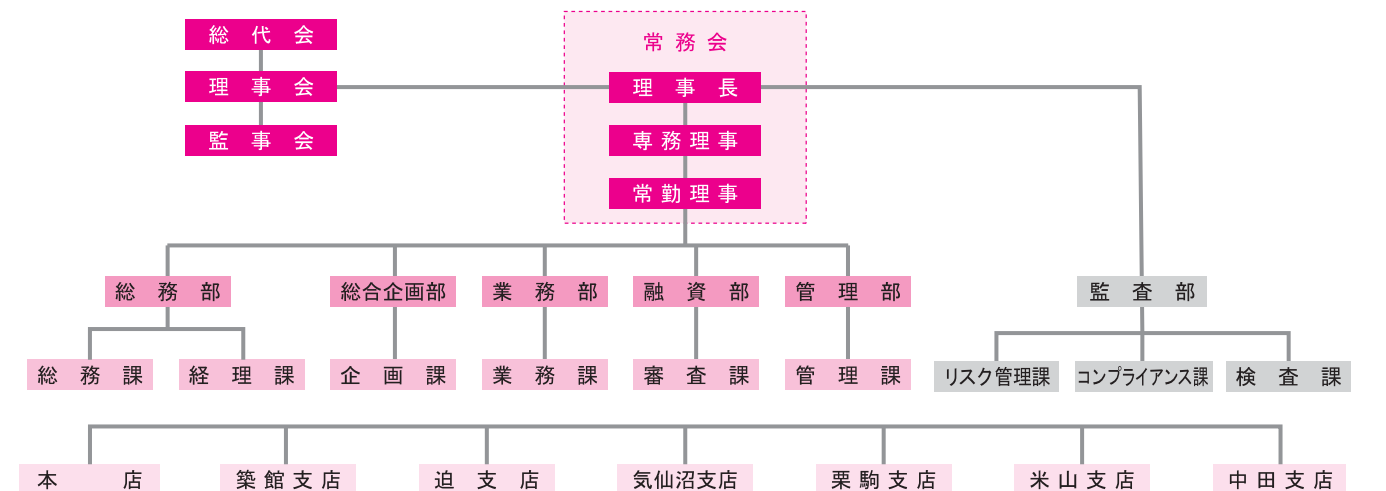 総代会
理事会
監事会
常務会
理事長
専務理事
常勤理事
総務部
総合企画部
業務部
融資部
管理部
監査部
総務課
経理課
企画課
業務課
審査課
管理課
リスク管理課
コンプライアンス課
検査課
本店
築館支店
迫支店
気仙沼支店
栗駒支店
米山支店
中田支店